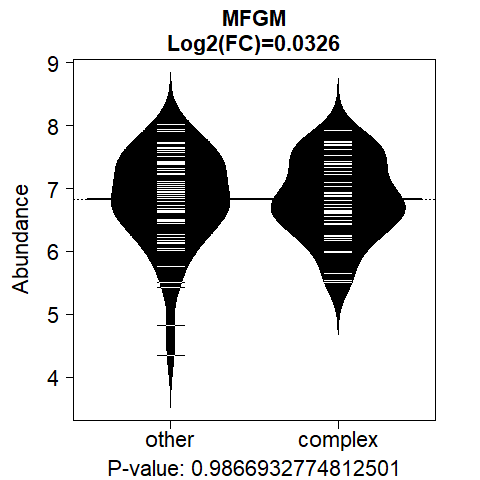 MFGM
Log2(FC)=0.0326
9
8
7
6
5
4
Abundance
other complex
P-value: 0.9866932774812501